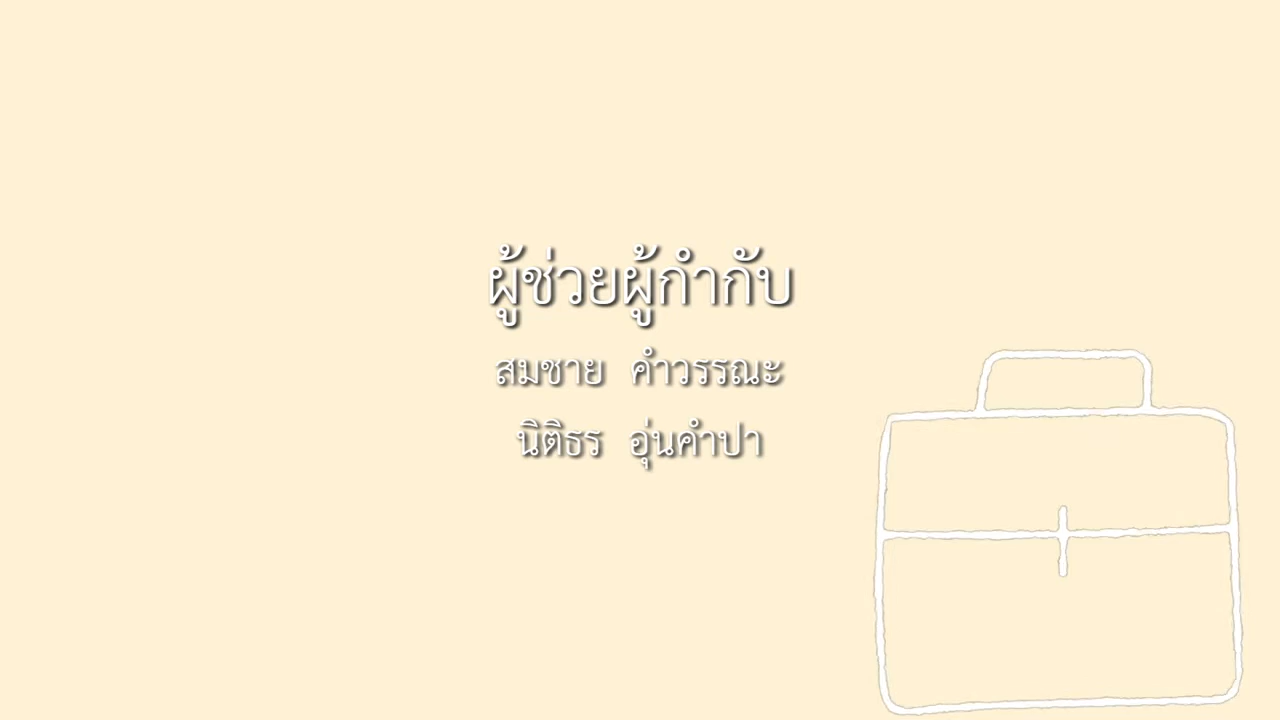 ผู้ช่วยผู้กำกับ
สมชาย คำวรรณะ
นิติธร อุ่นคำปา